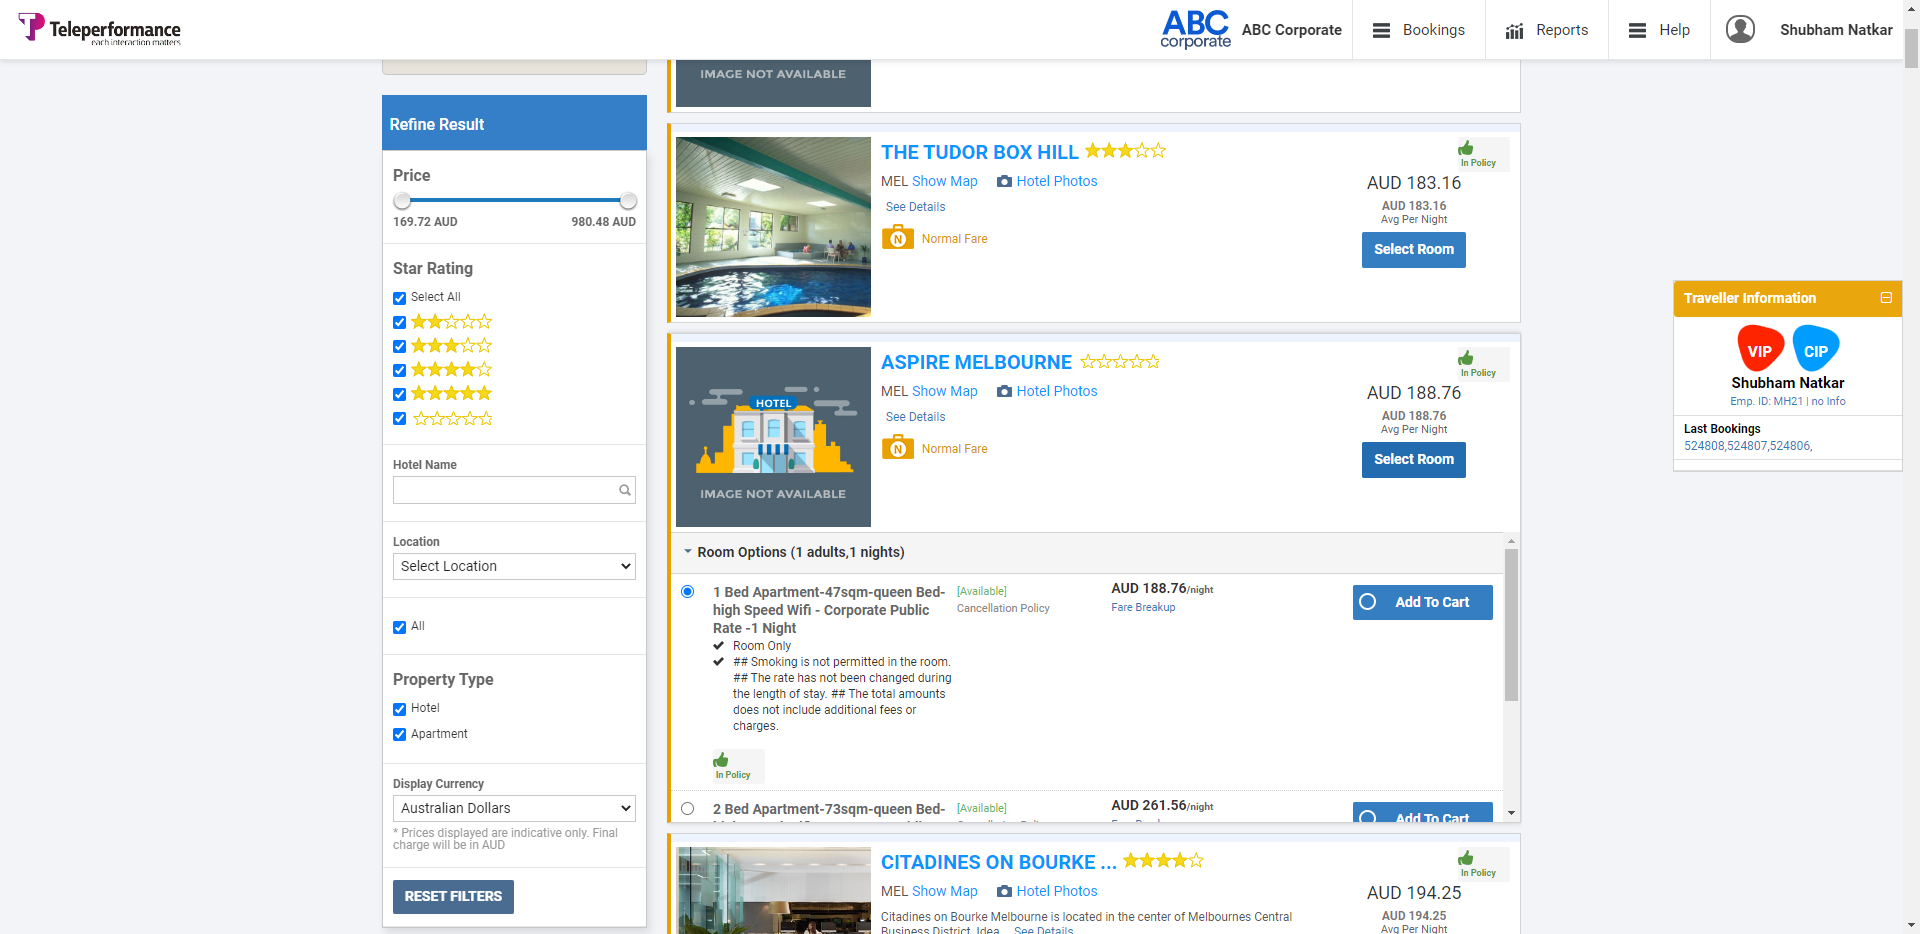 Teleperformance
each interaction matters
ABC
corporate
ABC Corporate
Bookings
Reports
Help
Shubham Natkar
Refine Result
Price
169.72 AUD
980.48 AUD
Star Rating
Select All
Hotel Name
Location
Select Location
All
Property Type
Hotel
Apartment
Display Currency
Australian Dollars
* Prices displayed are indicative only. Final
charge will be in AUD
RESET FILTERS
IMAGE NOT AVAILABLE
THE TUDOR BOX HILL
MEL Show Map
Hotel Photos
See Details
N
Normal Fare
In Policy
AUD 183.16
AUD 183.16
Avg Per Night
Select Room
HOTEL
IMAGE NOT AVAILABLE
ASPIRE MELBOURNE
MEL Show Map
Hotel Photos
See Details
N
Normal Fare
In Policy
AUD 188.76
AUD 188.76
Avg Per Night
Select Room
Room Options (1 adults,1 nights)
1 Bed Apartment-47sqm-queen Bed-
high Speed Wifi - Corporate Public
Rate -1 Night
Room Only
## Smoking is not permitted in the room.
## The rate has not been changed during
the length of stay. ## The total amounts
does not include additional fees or
charges.
In Policy
[Available]
Cancellation Policy
AUD 188.76/night
Fare Breakup
Add To Cart
2 Bed Apartment-73sqm-queen Bed-
[Available]
AUD 261.56/night
Add To Cart
CITADINES ON BOURKE ...
MEL Show Map
Hotel Photos
Citadines on Bourke Melbourne is located in the center of Melbournes Central
Business District. Idea... See Details
In Policy
AUD 194.25
AUD 194.25
Avg Per Night
Traveller Information
VIP
CIP
Shubham Natkar
Emp. ID: MH21 | no Info
Last Bookings
524808,524807,524806,